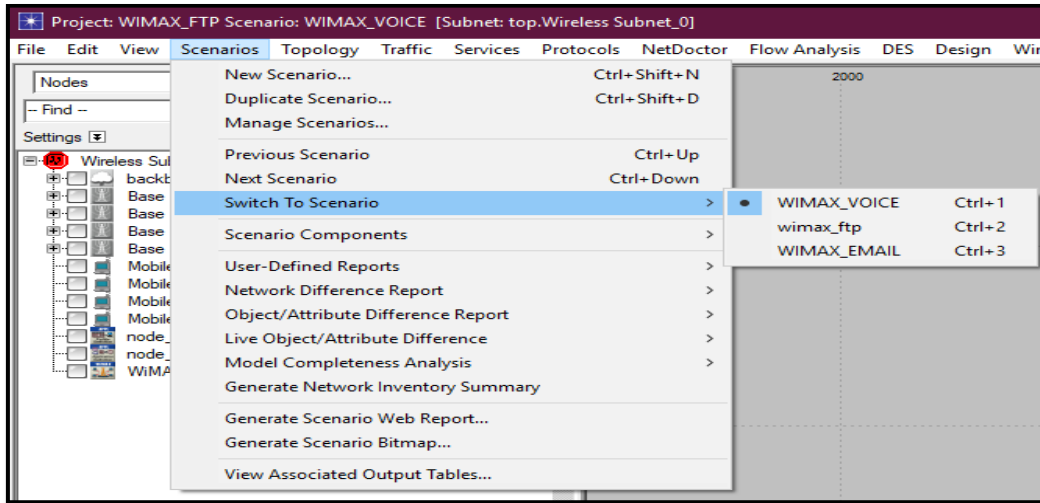 Project: WIMAX_FTP Scenario: WIMAX_VOICE [Subnet: top.Wireless Subnet_0]
File Edit View Scenarios Topology Traffic Services Protocols NetDoctor Flow Analysis DES Design Wir
Nodes
-- Find --
Settings
Wireless Sul
backb
Base
Base
Base
Base
Mobile
Mobile
Mobile
Mobile
node_
node_
WiMA
New Scenario... Ctrl+Shift+N
Duplicate Scenario... Ctrl+Shift+D
Manage Scenarios...
Previous Scenario Ctrl+Up
Next Scenario Ctrl+Down
Switch To Scenario >
Scenario Components >
User-Defined Reports >
Network Difference Report >
Object/Attribute Difference Report >
Live Object/Attribute Difference >
Model Completeness Analysis >
Generate Network Inventory Summary
Generate Scenario Web Report...
Generate Scenario Bitmap...
View Associated Output Tables...
WIMAX_VOICE Ctrl+1
wimax_ftp Ctrl+2
WIMAX_EMAIL Ctrl+3
2000